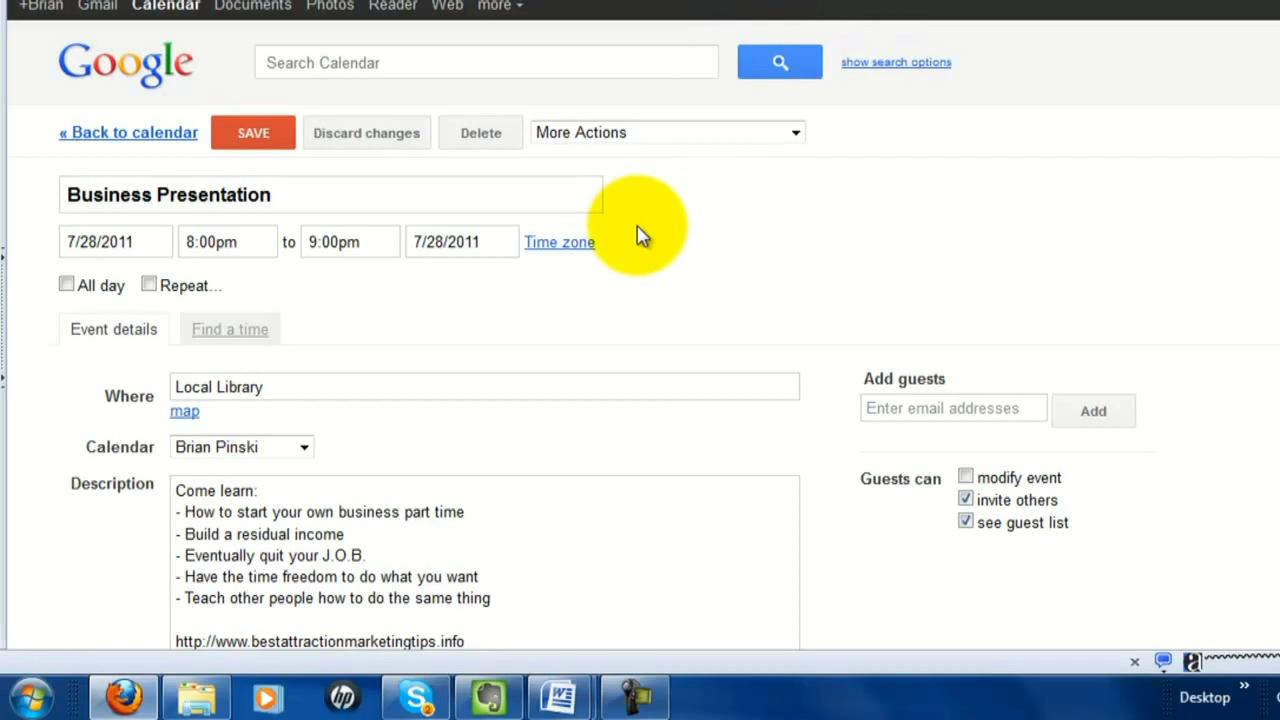 +Brian Gmail Calendar Documents Photos Reader Web more
Google Search Calendar show search options
« Back to calendar SAVE Discard changes Delete More Actions
Business Presentation
7/28/2011 8:00pm to 9:00pm 7/28/2011 Time zone
All day Repeat...
Event details Find a time
Where Local Library
map
Calendar Brian Pinski
Description Come learn:
- How to start your own business part time
- Build a residual income
- Eventually quit your J.O.B.
- Have the time freedom to do what you want
- Teach other people how to do the same thing
http://www.bestattractionmarketingtips.info
Add guests
Enter email addresses Add
Guests can modify event
invite others
see guest list
Desktop